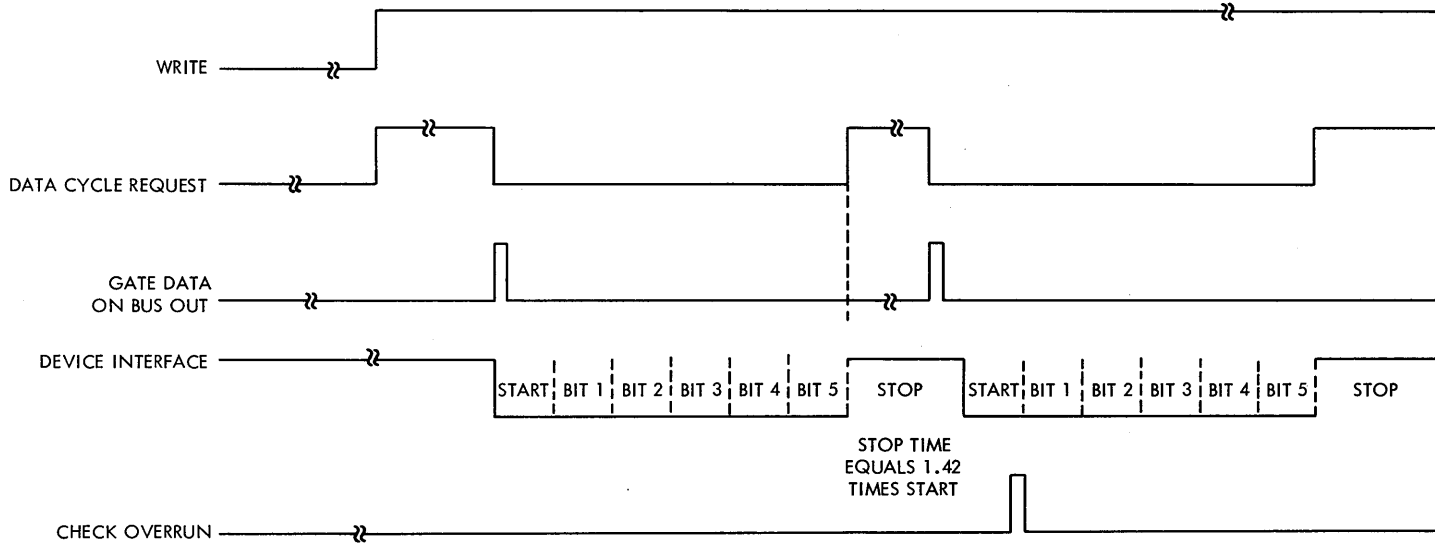 WRITE
DATA CYCLE REQUEST
GATE DATA
ON BUS OUT
DEVICE INTERFACE
START BIT 1 BIT 2 BIT 3 BIT 4 BIT 5 STOP START BIT 1 BIT 2 BIT 3 BIT 4 BIT 5 STOP
STOP TIME
EQUALS 1.42
TIMES START
CHECK OVERRUN